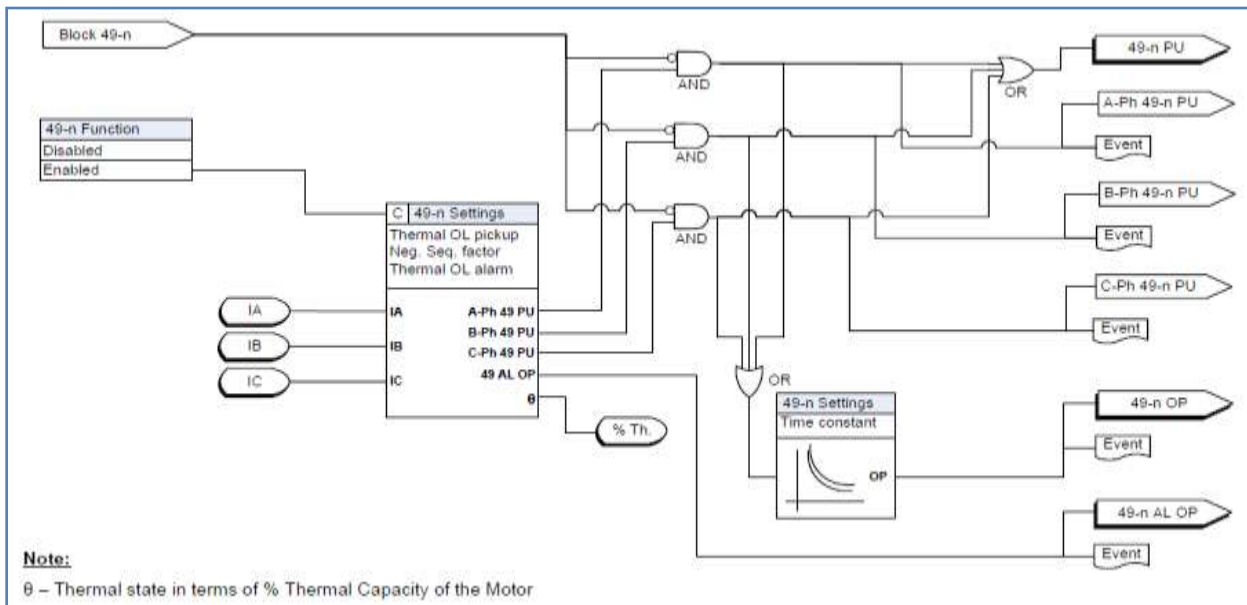 Block 49-n
49-n PU
AND
OR
A-Ph 49-n PU
Event
49-n Function
Disabled
Enabled
AND
B-Ph 49-n PU
Event
C 49-n Settings
Thermal OL pickup
Neg. Seq. factor
Thermal OL alarm
AND
C-Ph 49-n PU
Event
IA
IA
A-Ph 49 PU
B-Ph 49 PU
IB
IB
C-Ph 49 PU
49 AL OP
IC
IC
θ
OR
% Th.
49-n Settings
Time constant
OP
49-n OP
Event
49-n AL OP
Event
Note:
θ – Thermal state in terms of % Thermal Capacity of the Motor